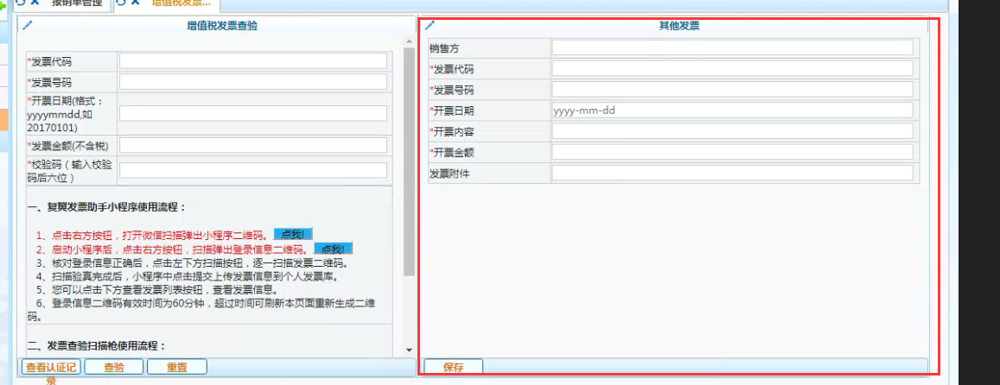 报销单管理
增值税发票...
增值税发票查验
*发票代码
*发票号码
*开票日期(格式：
yyyymmdd,如
20170101)
*发票金额(不含税)
*校验码（输入校验
码后六位）
一、复翼发票助手小程序使用流程：
1、点击右方按钮，打开微信扫描弹出小程序二维码。 点我!
2、启动小程序后，点击右方按钮，扫描弹出登录信息二维码。 点我!
3、核对登录信息正确后，点击左下方扫描按钮，逐一扫描发票二维码。
4、扫描验真完成后，小程序中点击提交上传发票信息到个人发票库。
5、您可以点击下方查看发票列表按钮，查看发票信息。
6、登录信息二维码有效时间为60分钟，超过时间可刷新本页面重新生成二维
码。
二、发票查验扫描枪使用流程：
查看认证记
录
查验
重置
其他发票
销售方
*发票代码
*发票号码
*开票日期
yyyy-mm-dd
*开票内容
*开票金额
发票附件
保存